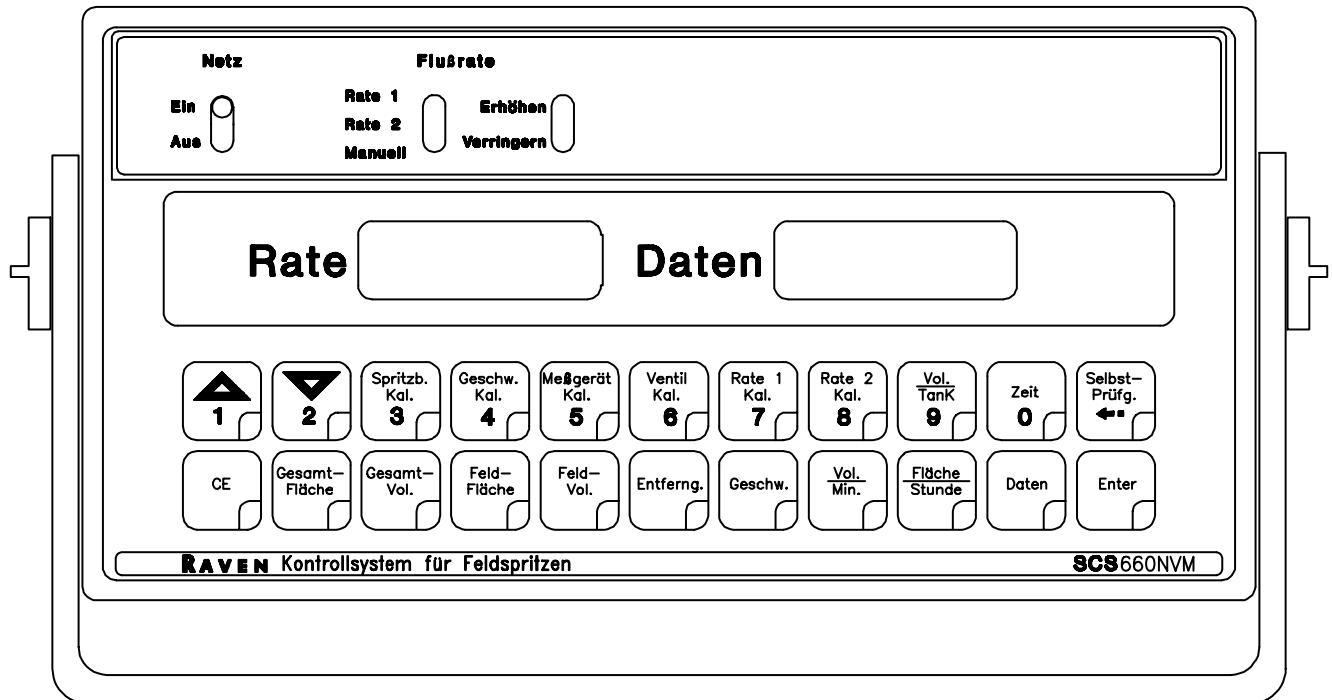 Netz
Flußrate
Ein
Aus
Rate 1
Rate 2
Manuell
Erhöhen
Verringern
Rate
Daten
1
2
Spritzb.
Kal.
3
Geschw.
Kal.
4
Meßgerät
Kal.
5
Ventil
Kal.
6
Rate 1
Kal.
7
Rate 2
Kal.
8
Vol.
TanK
9
Zeit
0
Selbst-
Prüfg.
CE
Gesamt-
Fläche
Gesamt-
Vol.
Feld-
Fläche
Feld-
Vol.
Entferng.
Geschw.
Vol.
Min.
Fläche
Stunde
Daten
Enter
RAVEN Kontrollsystem für Feldspritzen
SCS660NVM